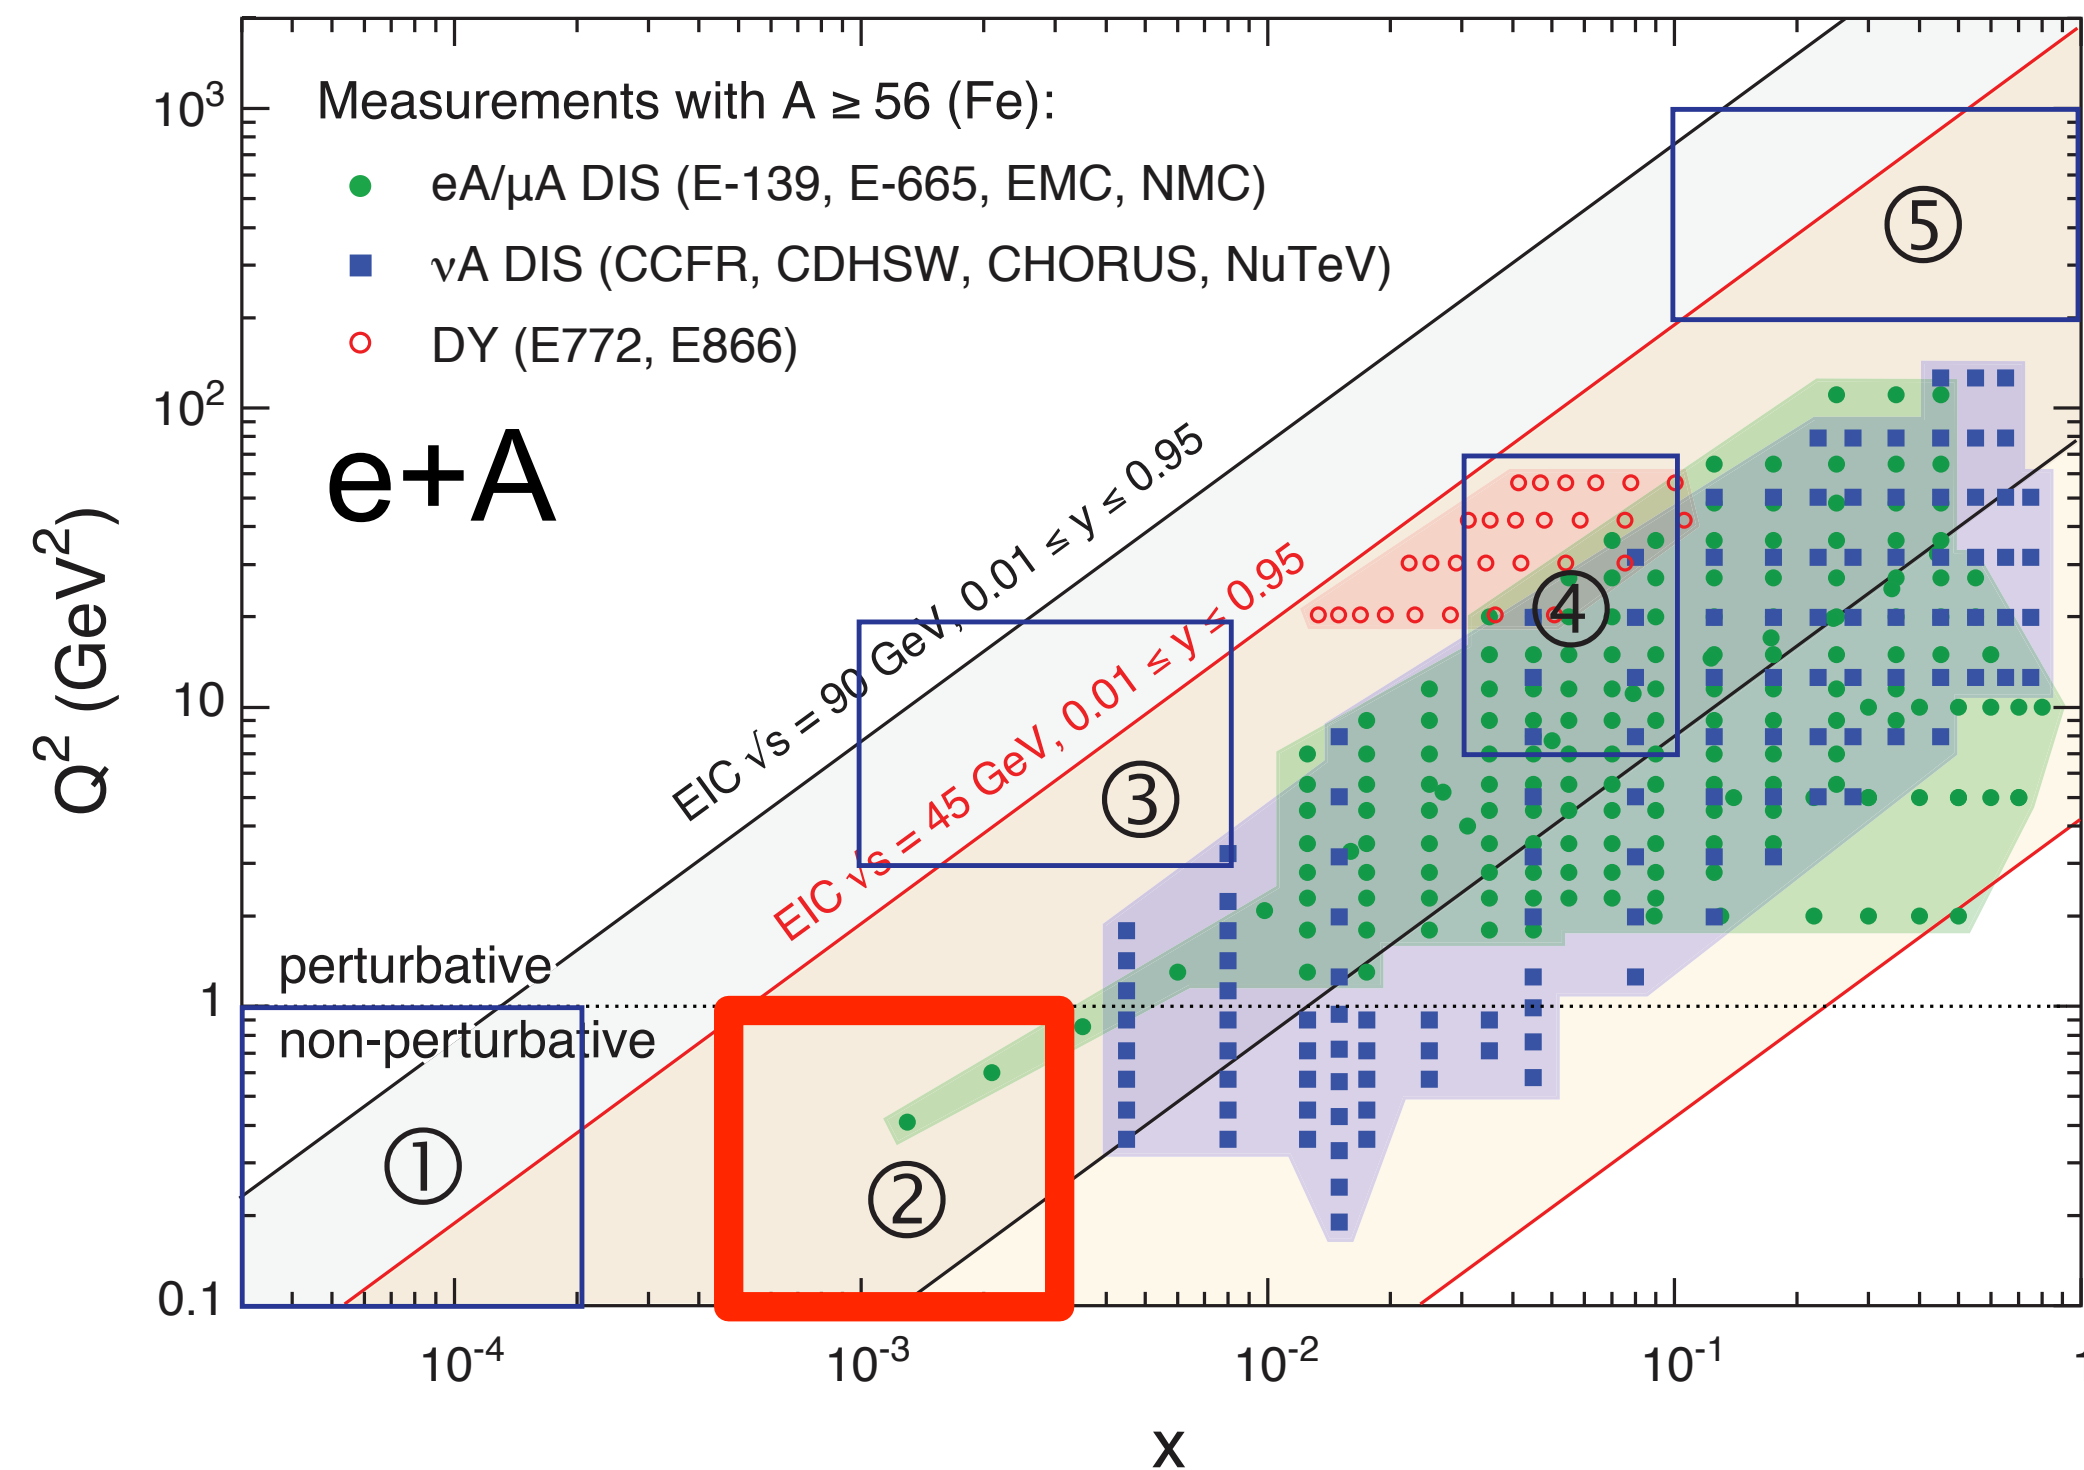 10³
Measurements with A ≥ 56 (Fe):
eA/μA DIS (E-139, E-665, EMC, NMC)
νA DIS (CCFR, CDHSW, CHORUS, NuTeV)
DY (E772, E866)
⑤
10²
e+A
EIC √s = 90 GeV, 0.01 ≤ y ≤ 0.95
EIC √s = 45 GeV, 0.01 ≤ y ≤ 0.95
④
Q² (GeV²)
10
③
perturbative
1
non-perturbative
①
②
0.1
10⁻⁴ 10⁻³ 10⁻² 10⁻¹ 1
x